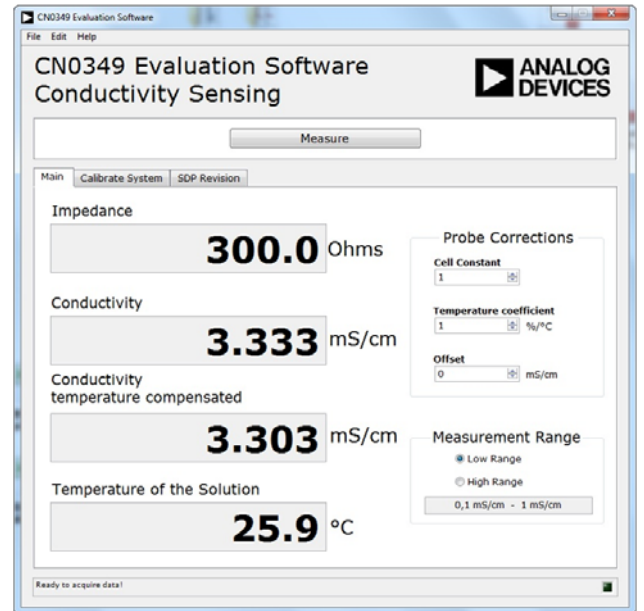 CN0349 Evaluation Software
File Edit Help
CN0349 Evaluation Software
Conductivity Sensing
ANALOG
DEVICES
Measure
Main
Calibrate System
SDP Revision
Impedance
300.0 Ohms
Conductivity
3.333 mS/cm
Conductivity
temperature compensated
3.303 mS/cm
Temperature of the Solution
25.9 °C
Probe Corrections
Cell Constant
1
Temperature coefficient
1 %/°C
Offset
0 mS/cm
Measurement Range
Low Range
High Range
0,1 mS/cm - 1 mS/cm
Ready to acquire data!